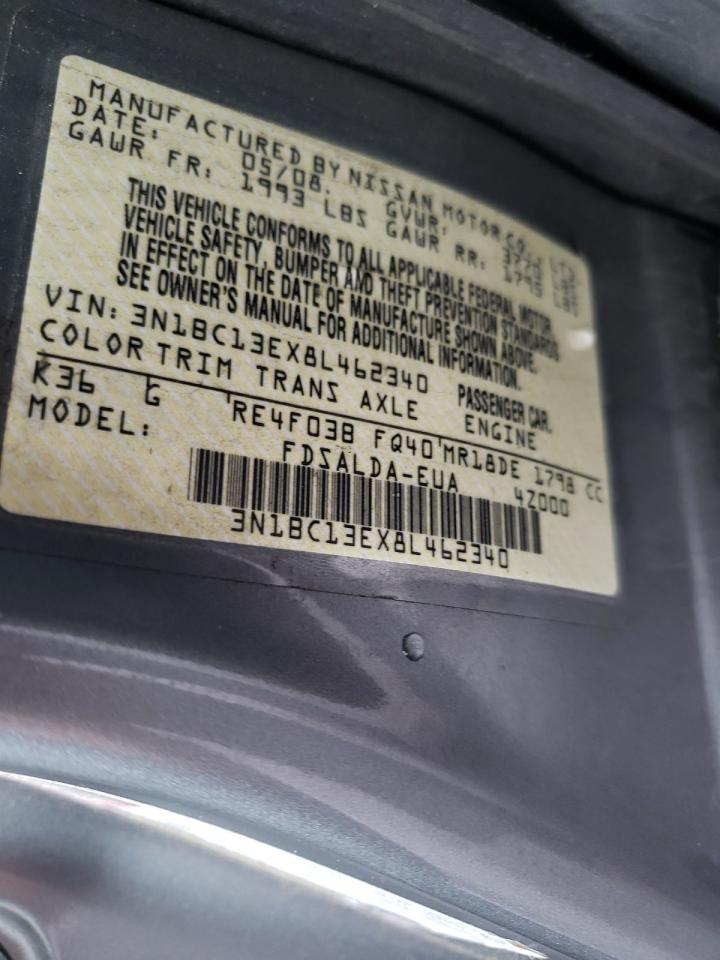 MANUFACTURED BY NISSAN MOTOR CO., LTD.
DATE: 05/08. GVWR: 3770 LBS
GAWR FR: 1993 LBS GAWR RR: 1790 LBS
THIS VEHICLE CONFORMS TO ALL APPLICABLE FEDERAL MOTOR
VEHICLE SAFETY, BUMPER AND THEFT PREVENTION STANDARDS
IN EFFECT ON THE DATE OF MANUFACTURE SHOWN ABOVE.
SEE OWNER'S MANUAL FOR ADDITIONAL INFORMATION.
VIN: 3N1BC13EX8L462340 PASSENGER CAR.
COLOR TRIM TRANS AXLE ENGINE
K36 G RE4F03B FQ40 MR18DE 1798 CC
MODEL: FDSALDA-EUA 4Z000
3N1BC13EX8L462340